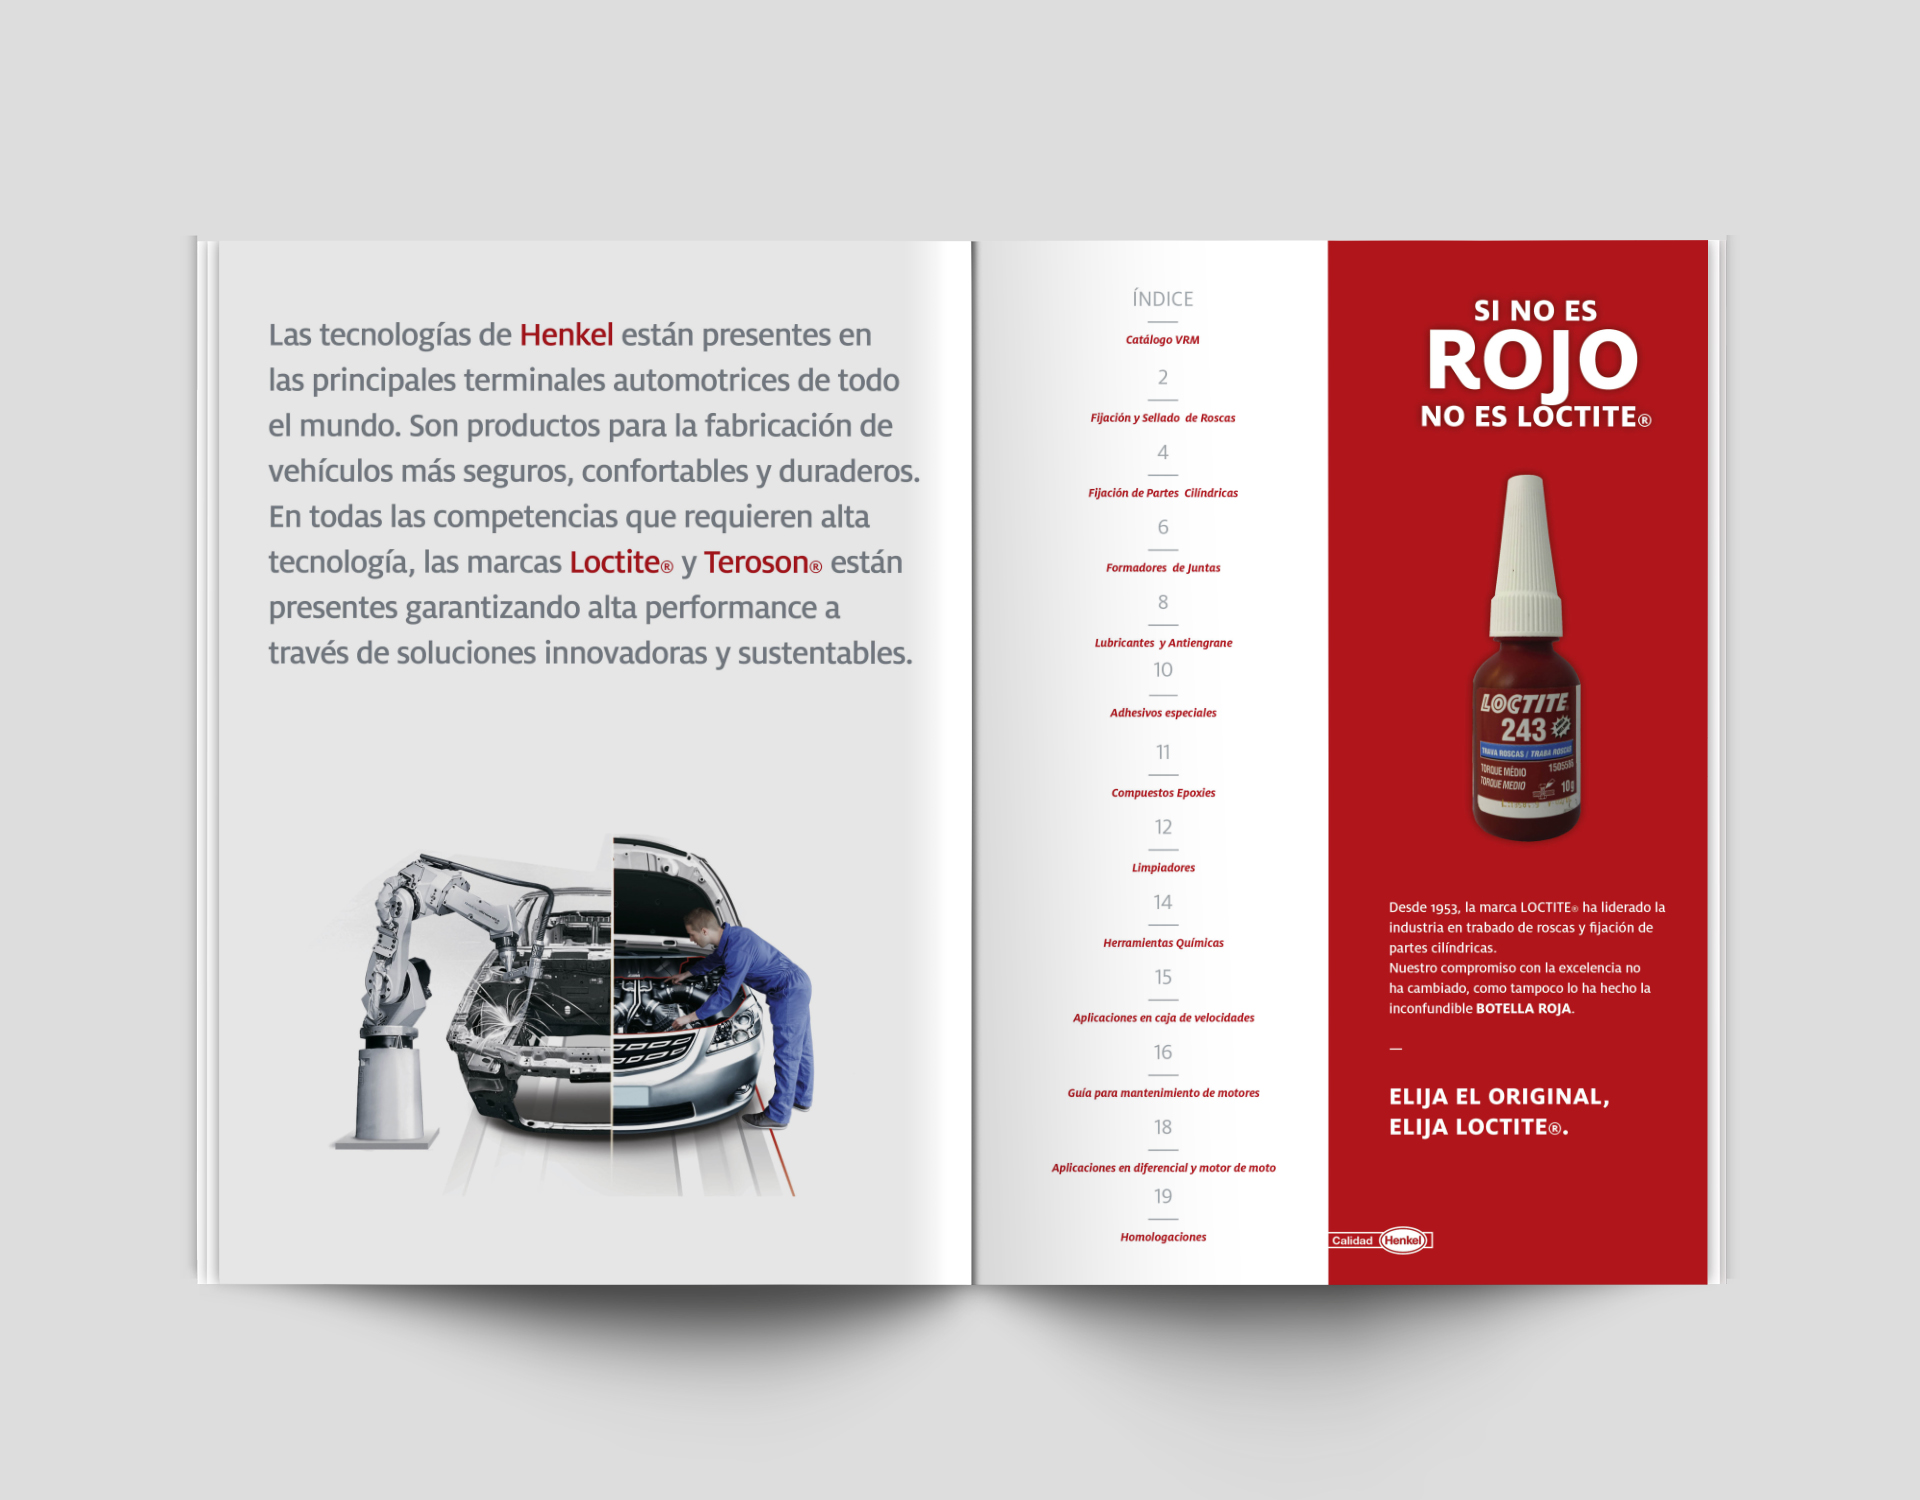 Las tecnologías de Henkel están presentes en
las principales terminales automotrices de todo
el mundo. Son productos para la fabricación de
vehículos más seguros, confortables y duraderos.
En todas las competencias que requieren alta
tecnología, las marcas Loctite® y Teroson® están
presentes garantizando alta performance a
través de soluciones innovadoras y sustentables.
ÍNDICE
Catálogo VRM
2
Fijación y Sellado de Roscas
4
Fijación de Partes Cilíndricas
6
Formadores de Juntas
8
Lubricantes y Antiengrane
10
Adhesivos especiales
11
Compuestos Epoxies
12
Limpiadores
14
Herramientas Químicas
15
Aplicaciones en caja de velocidades
16
Guía para mantenimiento de motores
18
Aplicaciones en diferencial y motor de moto
19
Homologaciones
SI NO ES
ROJO
NO ES LOCTITE®
LOCTITE
243
TRAVA ROSCAS / TRABA ROSCAS
TORQUE MÉDIO 1505586
TORQUE MEDIO 10g
Desde 1953, la marca LOCTITE® ha liderado la
industria en trabado de roscas y fijación de
partes cilíndricas.
Nuestro compromiso con la excelencia no
ha cambiado, como tampoco lo ha hecho la
inconfundible BOTELLA ROJA.
—
ELIJA EL ORIGINAL,
ELIJA LOCTITE®.
Calidad Henkel